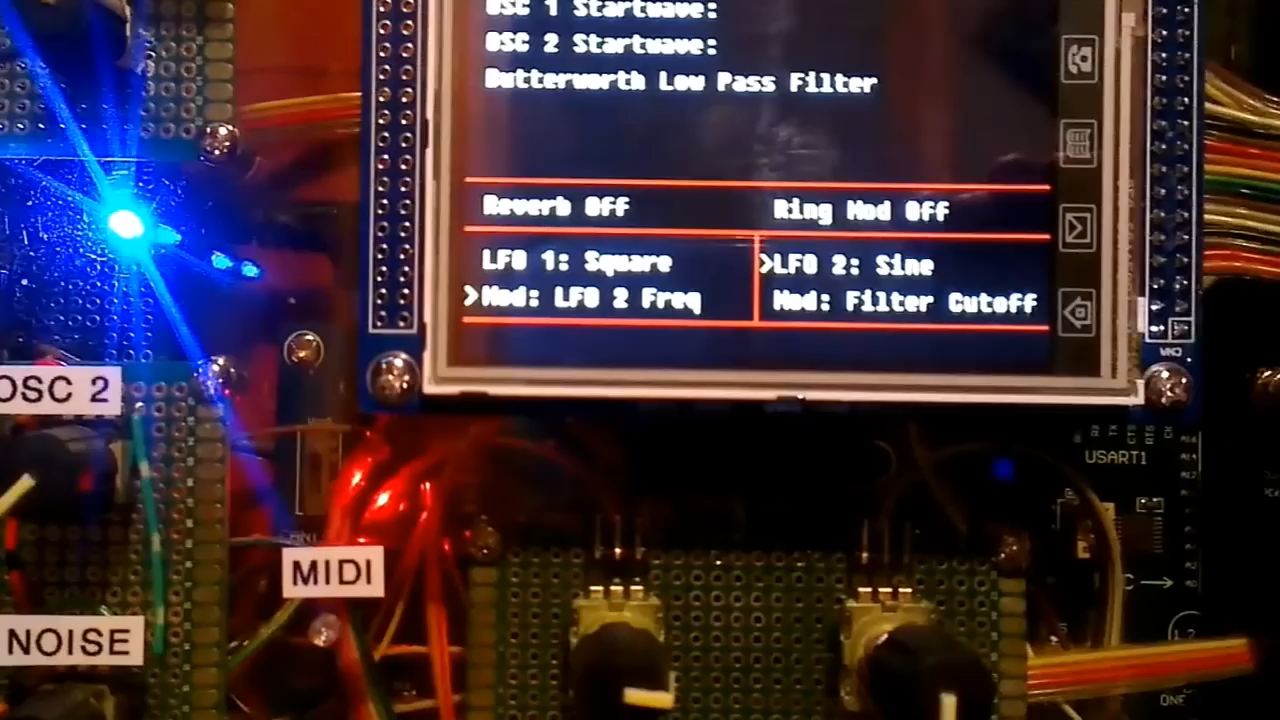 OSC 1 Startwave:
OSC 2 Startwave:
Butterworth Low Pass Filter
Reverb Off
Ring Mod Off
LFO 1: Square
>LFO 2: Sine
>Mod: LFO 2 Freq
Mod: Filter Cutoff
OSC 2
MIDI
NOISE
USART1